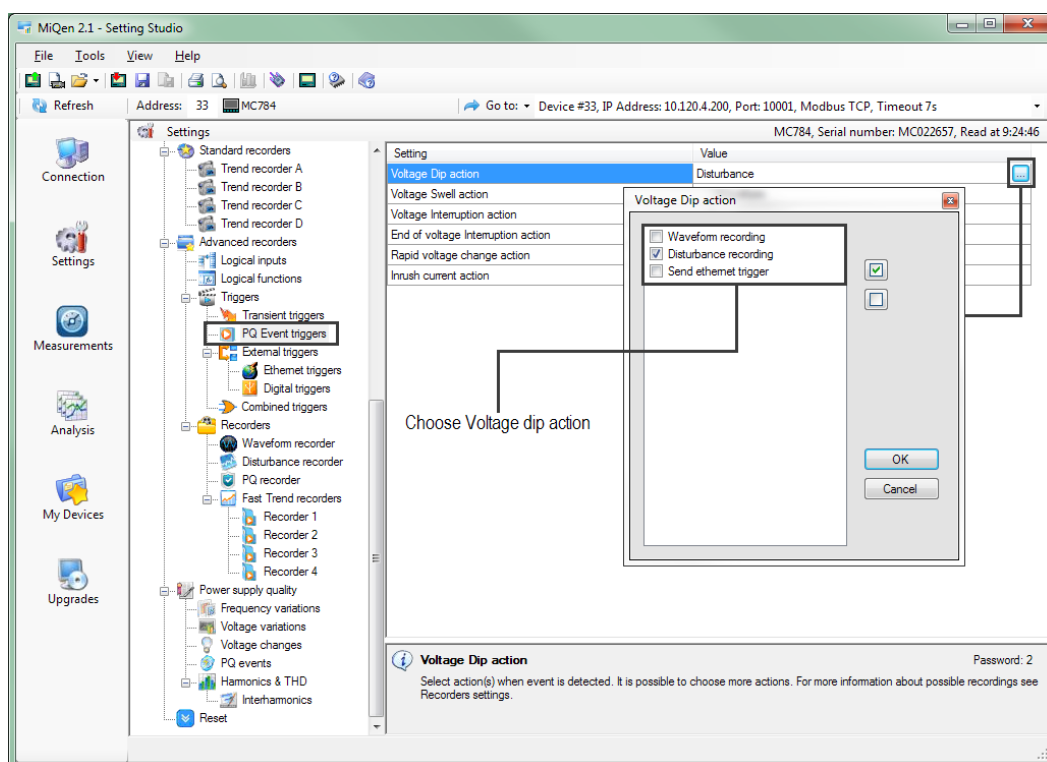 MiQen 2.1 - Setting Studio
File Tools View Help
Refresh Address: 33 MC784 Go to: Device #33, IP Address: 10.120.4.200, Port: 10001, Modbus TCP, Timeout 7s
Settings MC784, Serial number: MC022657, Read at 9:24:46
Connection
Settings
Measurements
Analysis
My Devices
Upgrades
Standard recorders
Trend recorder A
Trend recorder B
Trend recorder C
Trend recorder D
Advanced recorders
Logical inputs
Logical functions
Triggers
Transient triggers
PQ Event triggers
External triggers
Ethernet triggers
Digital triggers
Combined triggers
Recorders
Waveform recorder
Disturbance recorder
PQ recorder
Fast Trend recorders
Recorder 1
Recorder 2
Recorder 3
Recorder 4
Power supply quality
Frequency variations
Voltage variations
Voltage changes
PQ events
Harmonics & THD
Interharmonics
Reset
Setting Value
Voltage Dip action Disturbance ...
Voltage Swell action
Voltage Interruption action
End of voltage Interruption action
Rapid voltage change action
Inrush current action
Voltage Dip action
Waveform recording
Disturbance recording
Send ethernet trigger
OK
Cancel
Choose Voltage dip action
Voltage Dip action Password: 2
Select action(s) when event is detected. It is possible to choose more actions. For more information about possible recordings see
Recorders settings.